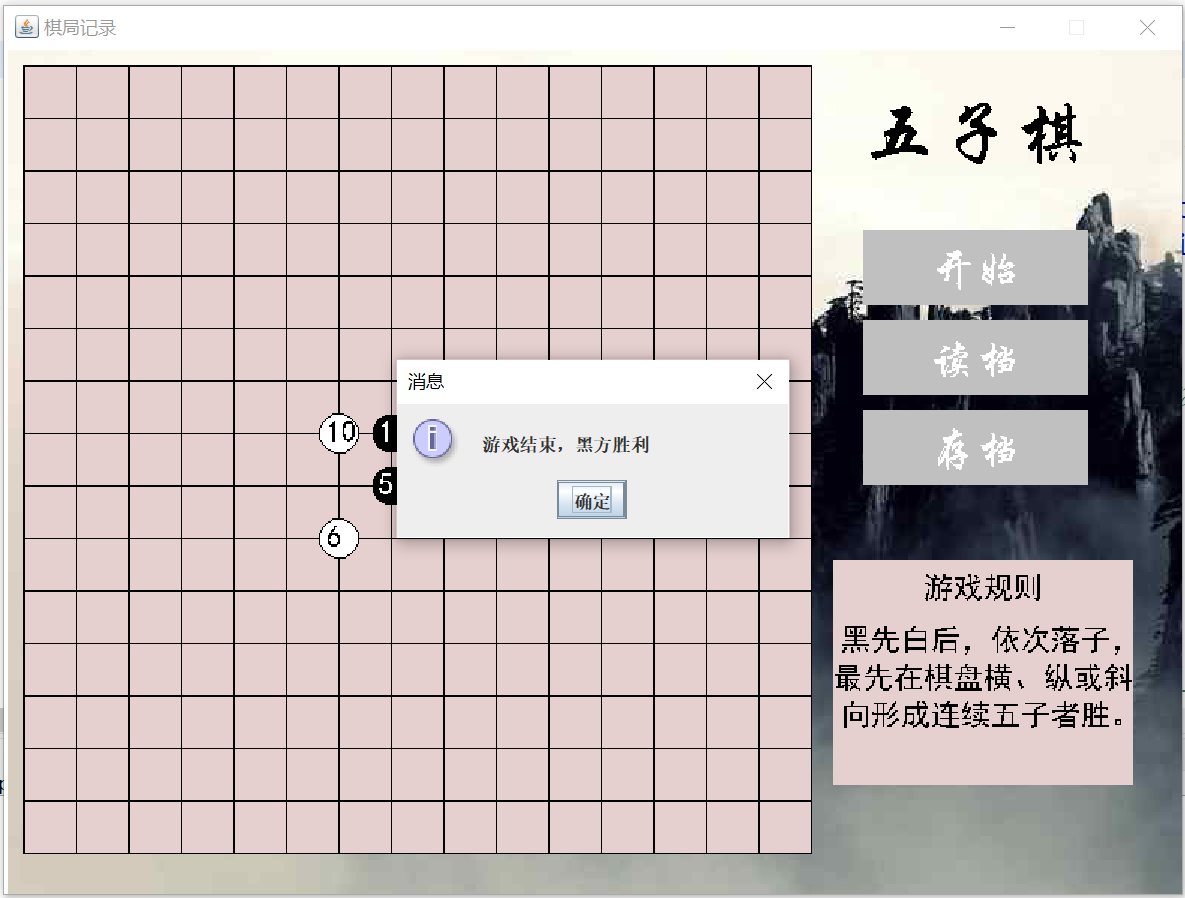 棋局记录
五子棋
开始
读档
存档
消息
游戏结束，黑方胜利
确定
10
1
5
6
游戏规则
黑先白后，依次落子，
最先在棋盘横、纵或斜
向形成连续五子者胜。